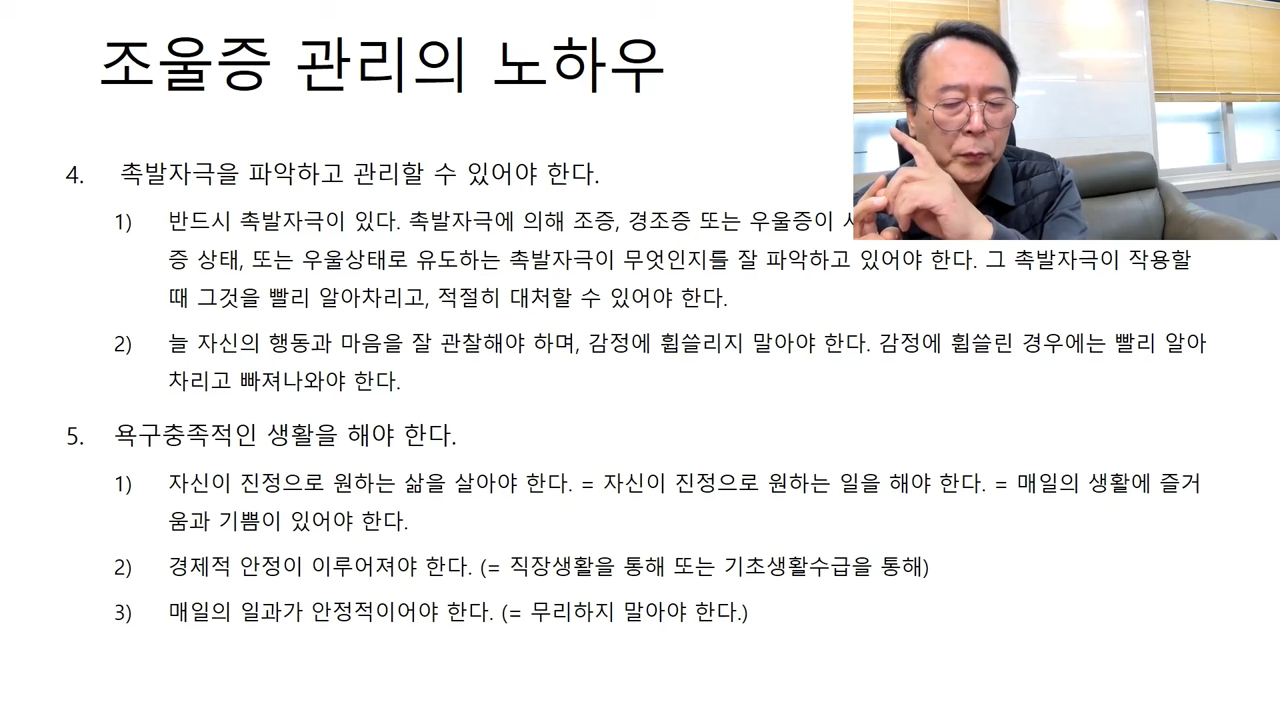 조울증 관리의 노하우
4. 촉발자극을 파악하고 관리할 수 있어야 한다.
1) 반드시 촉발자극이 있다. 촉발자극에 의해 조증, 경조증 또는 우울증이
증 상태, 또는 우울상태로 유도하는 촉발자극이 무엇인지를 잘 파악하고 있어야 한다. 그 촉발자극이 작용할
때 그것을 빨리 알아차리고, 적절히 대처할 수 있어야 한다.
2) 늘 자신의 행동과 마음을 잘 관찰해야 하며, 감정에 휩쓸리지 말아야 한다. 감정에 휩쓸린 경우에는 빨리 알아
차리고 빠져나와야 한다.
5. 욕구충족적인 생활을 해야 한다.
1) 자신이 진정으로 원하는 삶을 살아야 한다. = 자신이 진정으로 원하는 일을 해야 한다. = 매일의 생활에 즐거
움과 기쁨이 있어야 한다.
2) 경제적 안정이 이루어져야 한다. (= 직장생활을 통해 또는 기초생활수급을 통해)
3) 매일의 일과가 안정적이어야 한다. (= 무리하지 말아야 한다.)